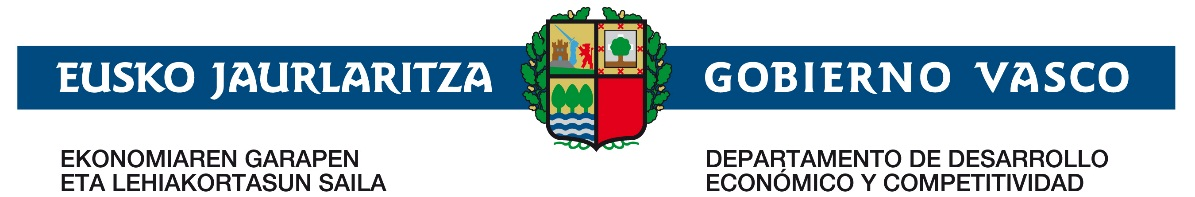 EUSKO JAURLARITZA
GOBIERNO VASCO
EKONOMIAREN GARAPEN
ETA LEHIAKORTASUN SAILA
DEPARTAMENTO DE DESARROLLO
ECONÓMICO Y COMPETITIVIDAD